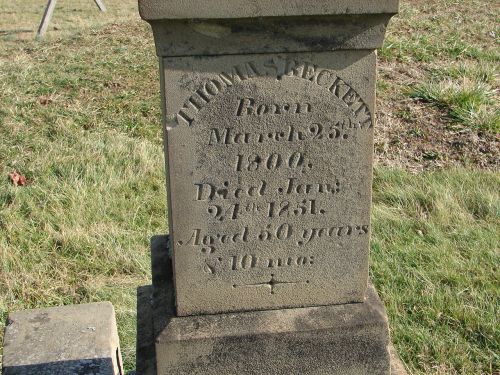 THOMAS BECKETT
Born
March 25th
1800.
Died Jan:
24th 1851.
Aged 50 years
& 10 mo: